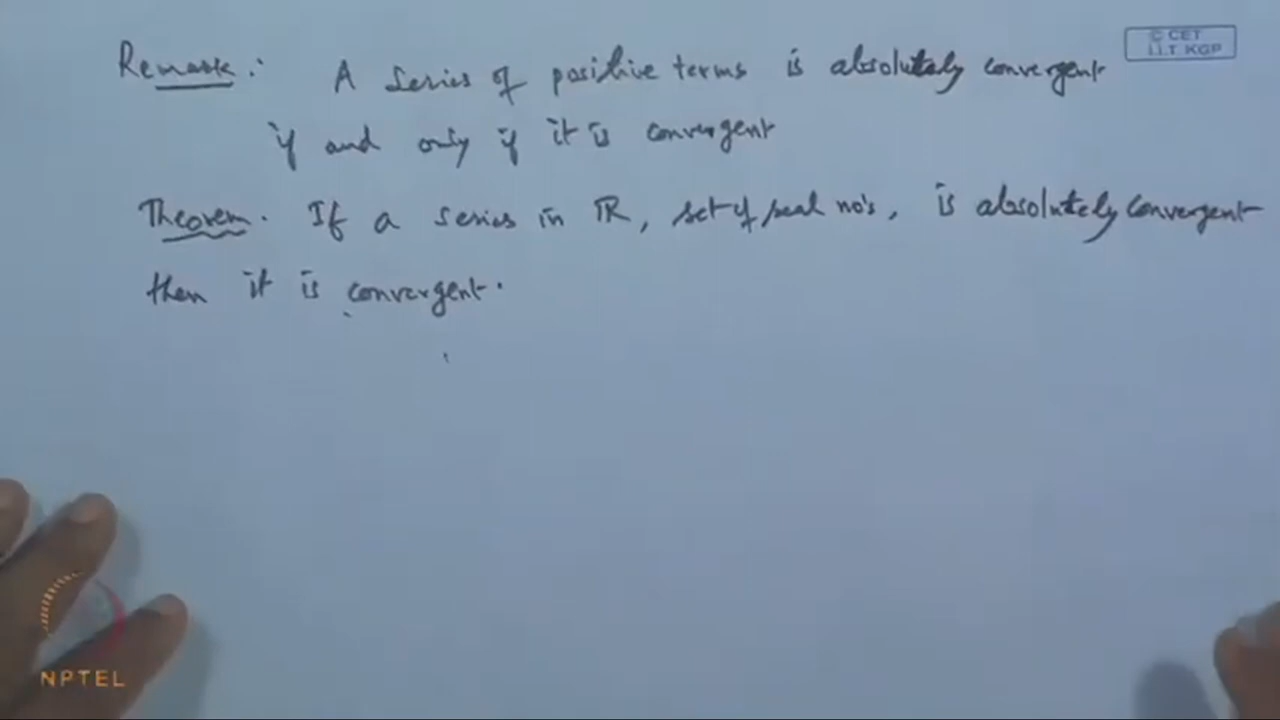 Remark : A series of positive terms is absolutely convergent
if and only if it is convergent
Theorem. If a series in ℝ, set of real no's, is absolutely convergent
then it is convergent.
© CET
I.I.T. KGP
NPTEL